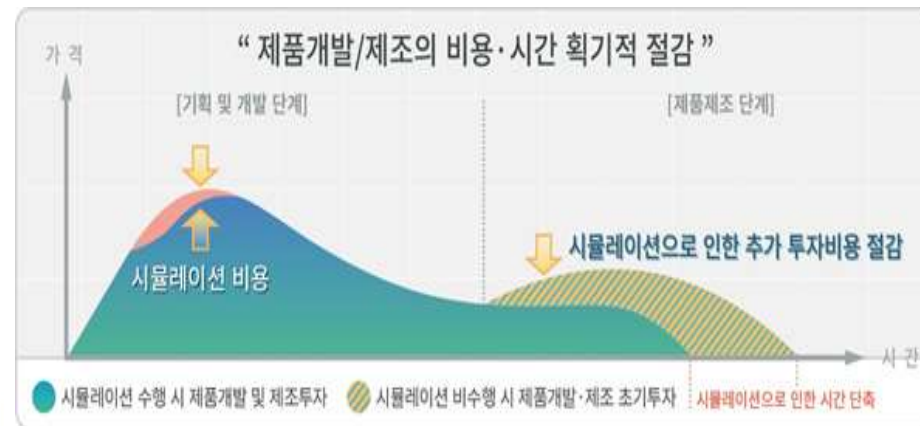 “ 제품개발/제조의 비용·시간 획기적 절감 ”
가 격
[기획 및 개발 단계]
[제품제조 단계]
시뮬레이션으로 인한 추가 투자비용 절감
시뮬레이션 비용
시 간
시뮬레이션 수행 시 제품개발 및 제조투자
시뮬레이션 비수행 시 제품개발·제조 초기투자
시뮬레이션으로 인한 시간 단축